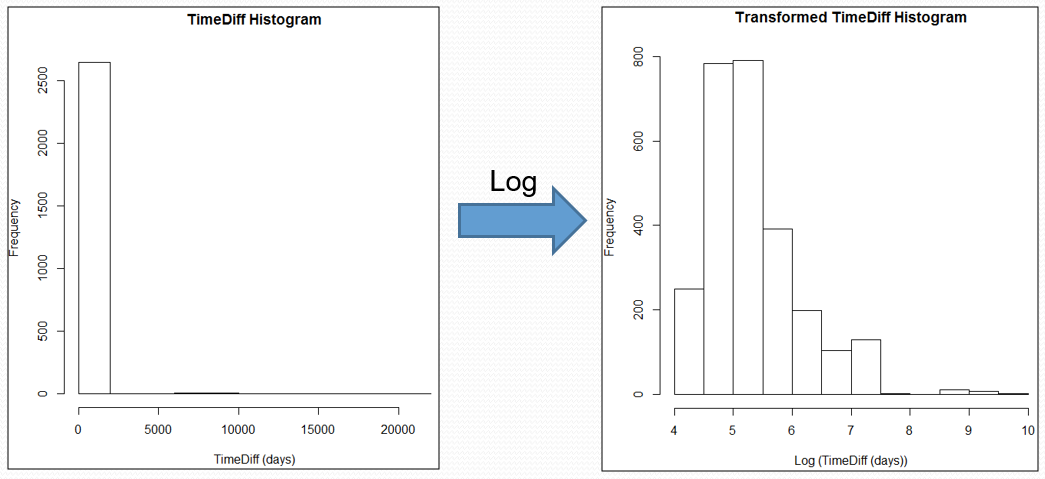 TimeDiff Histogram
Frequency
2500
2000
1500
1000
500
0
0 5000 10000 15000 20000
TimeDiff (days)
Log
Transformed TimeDiff Histogram
Frequency
800
600
400
200
0
4 5 6 7 8 9 10
Log (TimeDiff (days))